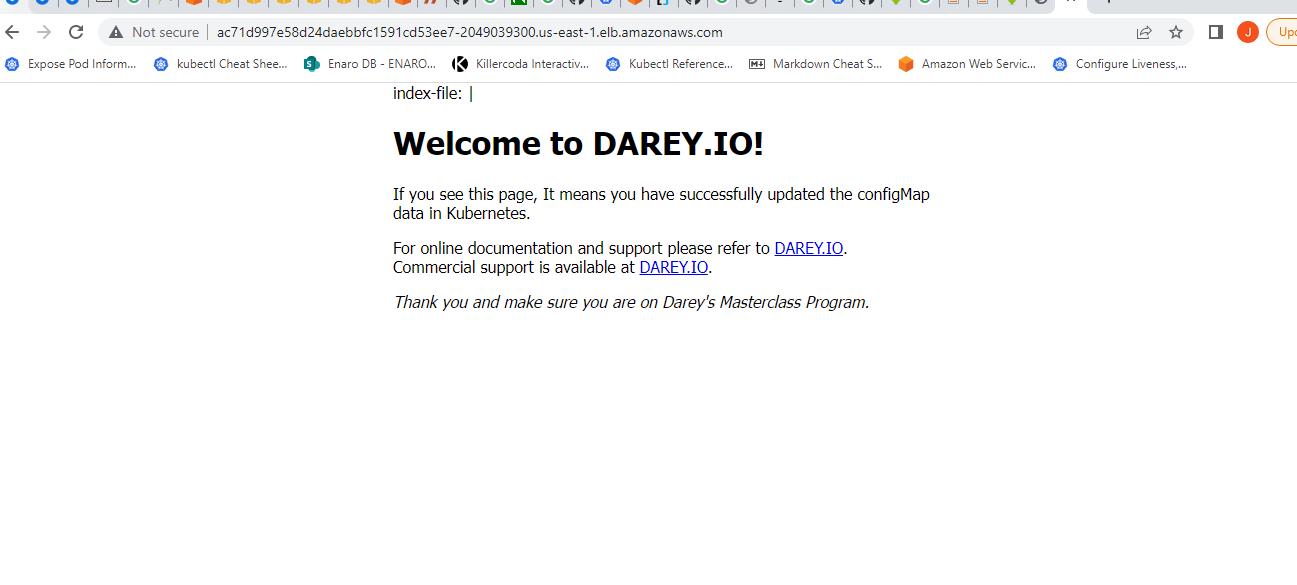 Not secure | ac71d997e58d24daebbfc1591cd53ee7-2049039300.us-east-1.elb.amazonaws.com J
Expose Pod Inform... kubectl Cheat Shee... Enaro DB - ENARO... Killercoda Interactiv... Kubectl Reference... Markdown Cheat S... Amazon Web Servic... Configure Liveness,...
index-file: |
Welcome to DAREY.IO!
If you see this page, It means you have successfully updated the configMap
data in Kubernetes.
For online documentation and support please refer to DAREY.IO.
Commercial support is available at DAREY.IO.
Thank you and make sure you are on Darey's Masterclass Program.